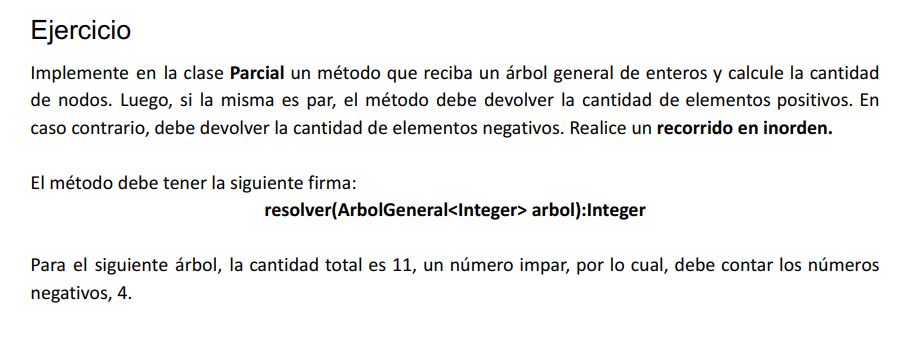 Ejercicio
Implemente en la clase Parcial un método que reciba un árbol general de enteros y calcule la cantidad
de nodos. Luego, si la misma es par, el método debe devolver la cantidad de elementos positivos. En
caso contrario, debe devolver la cantidad de elementos negativos. Realice un recorrido en inorden.
El método debe tener la siguiente firma:
resolver(ArbolGeneral<Integer> arbol):Integer
Para el siguiente árbol, la cantidad total es 11, un número impar, por lo cual, debe contar los números
negativos, 4.